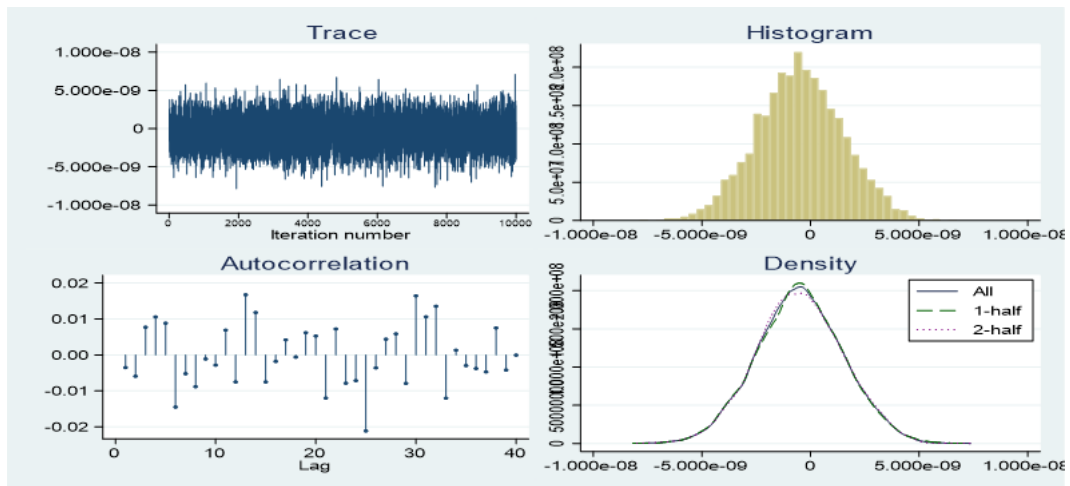 Trace
1.000e-08
5.000e-09
0
-5.000e-09
-1.000e-08
0 2000 4000 6000 8000 10000
Iteration number
Histogram
0
-1.000e-08 -5.000e-09 0 5.000e-09 1.000e-08
Autocorrelation
0.02
0.01
0.00
-0.01
-0.02
0 10 20 30 40
Lag
Density
All
1-half
2-half
0
-1.000e-08 -5.000e-09 0 5.000e-09 1.000e-08